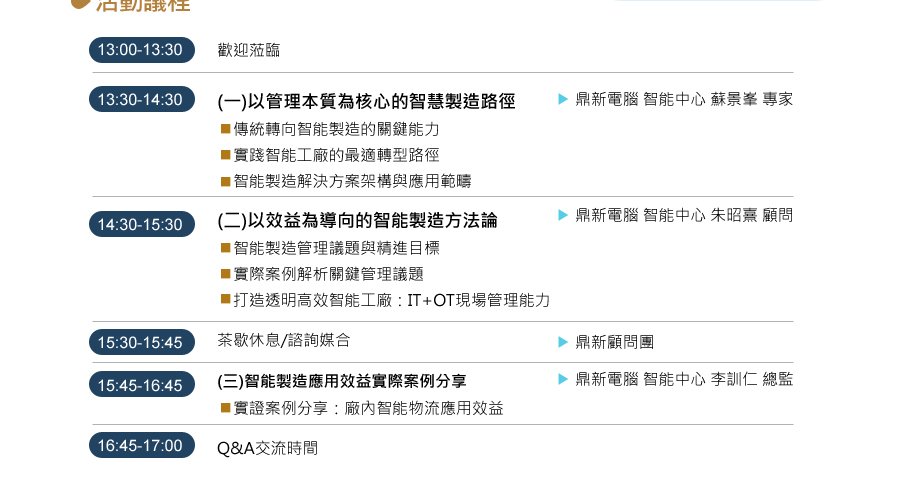 活動議程
13:00-13:30 歡迎蒞臨
13:30-14:30 (一)以管理本質為核心的智慧製造路徑 ▶ 鼎新電腦 智能中心 蘇景峯 專家
■傳統轉向智能製造的關鍵能力
■實踐智能工廠的最適轉型路徑
■智能製造解決方案架構與應用範疇
14:30-15:30 (二)以效益為導向的智能製造方法論 ▶ 鼎新電腦 智能中心 朱昭熹 顧問
■智能製造管理議題與精進目標
■實際案例解析關鍵管理議題
■打造透明高效智能工廠：IT+OT現場管理能力
15:30-15:45 茶歇休息/諮詢媒合 ▶ 鼎新顧問團
15:45-16:45 (三)智能製造應用效益實際案例分享 ▶ 鼎新電腦 智能中心 李訓仁 總監
■實證案例分享：廠內智能物流應用效益
16:45-17:00 Q&A交流時間